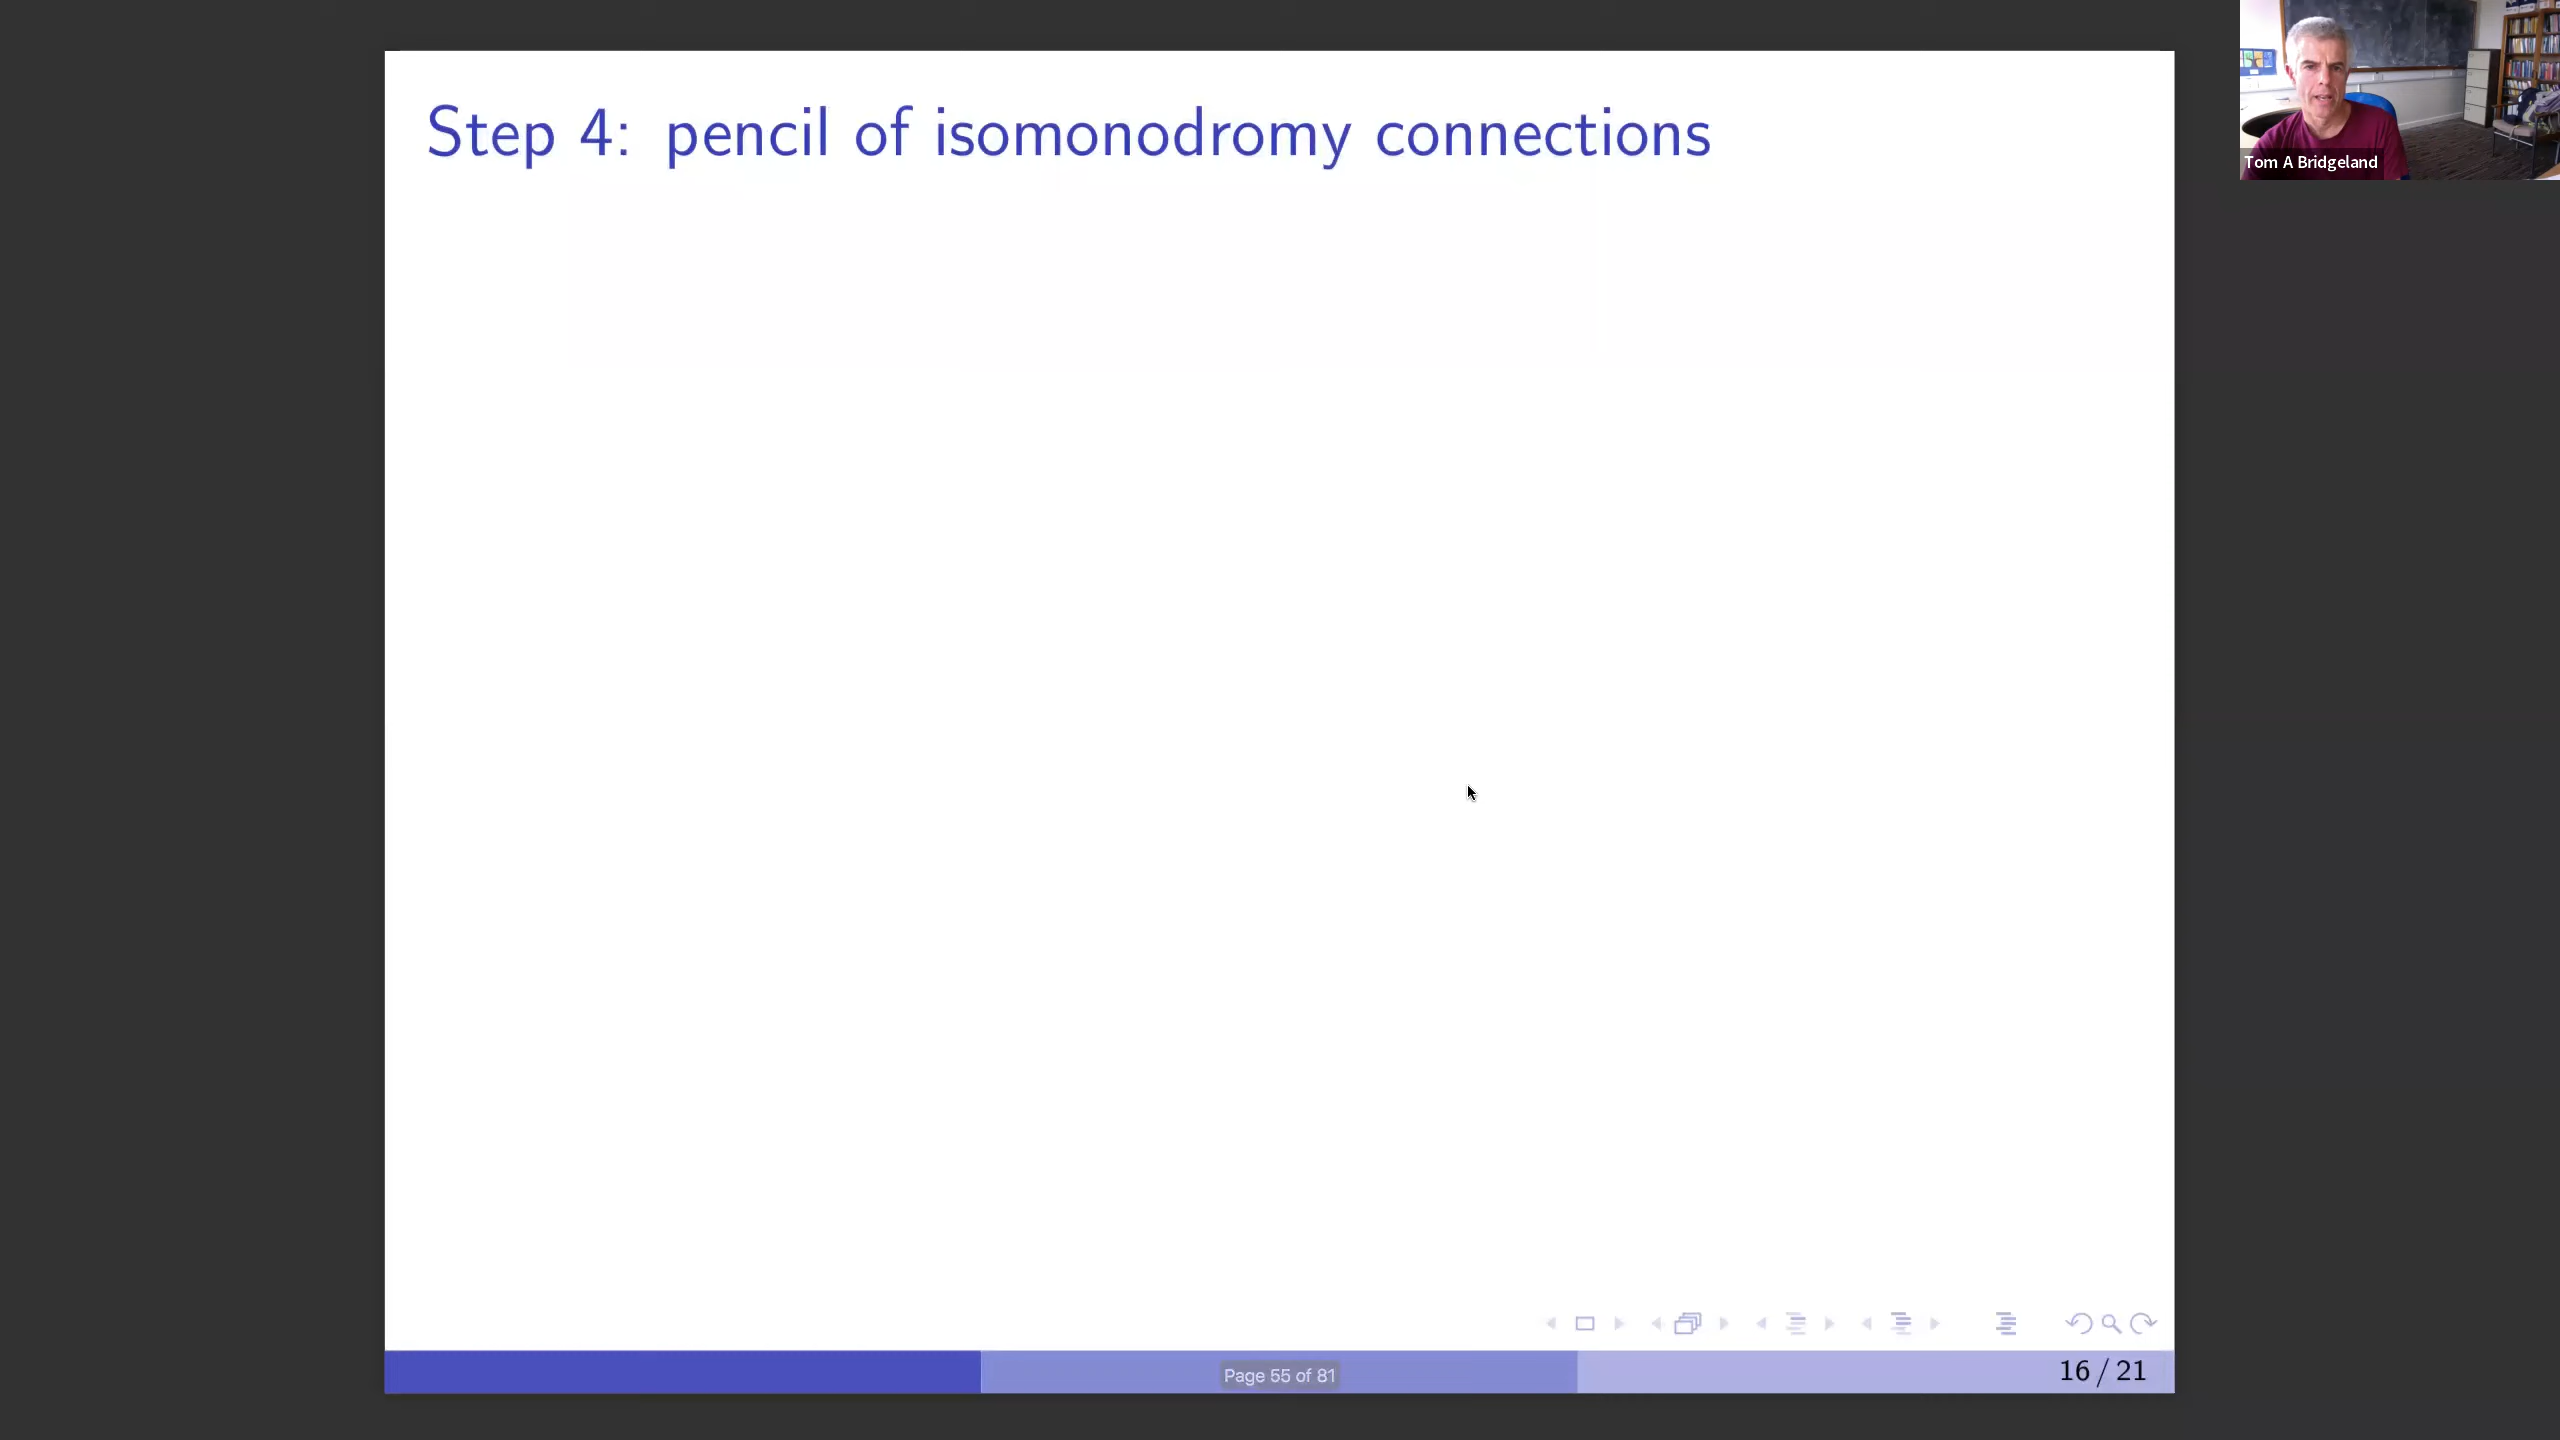 Step 4: pencil of isomonodromy connections
Tom A Bridgeland
Page 55 of 81
16 / 21